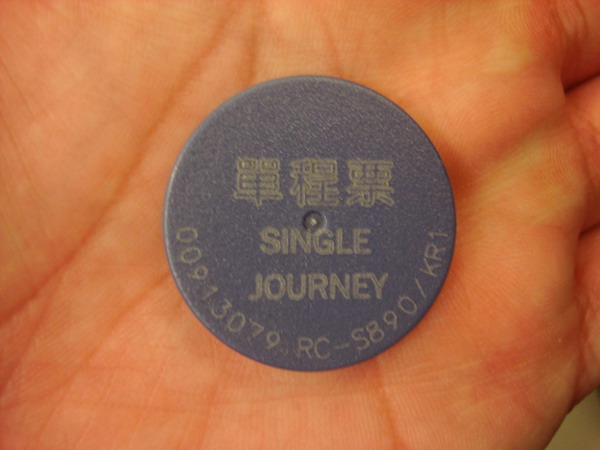 單程票
SINGLE
JOURNEY
00913079 RC-S890/KR1